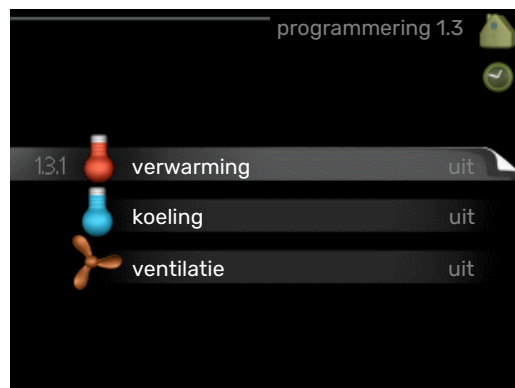 programmering 1.3
1.3.1 verwarming uit
koeling uit
ventilatie uit